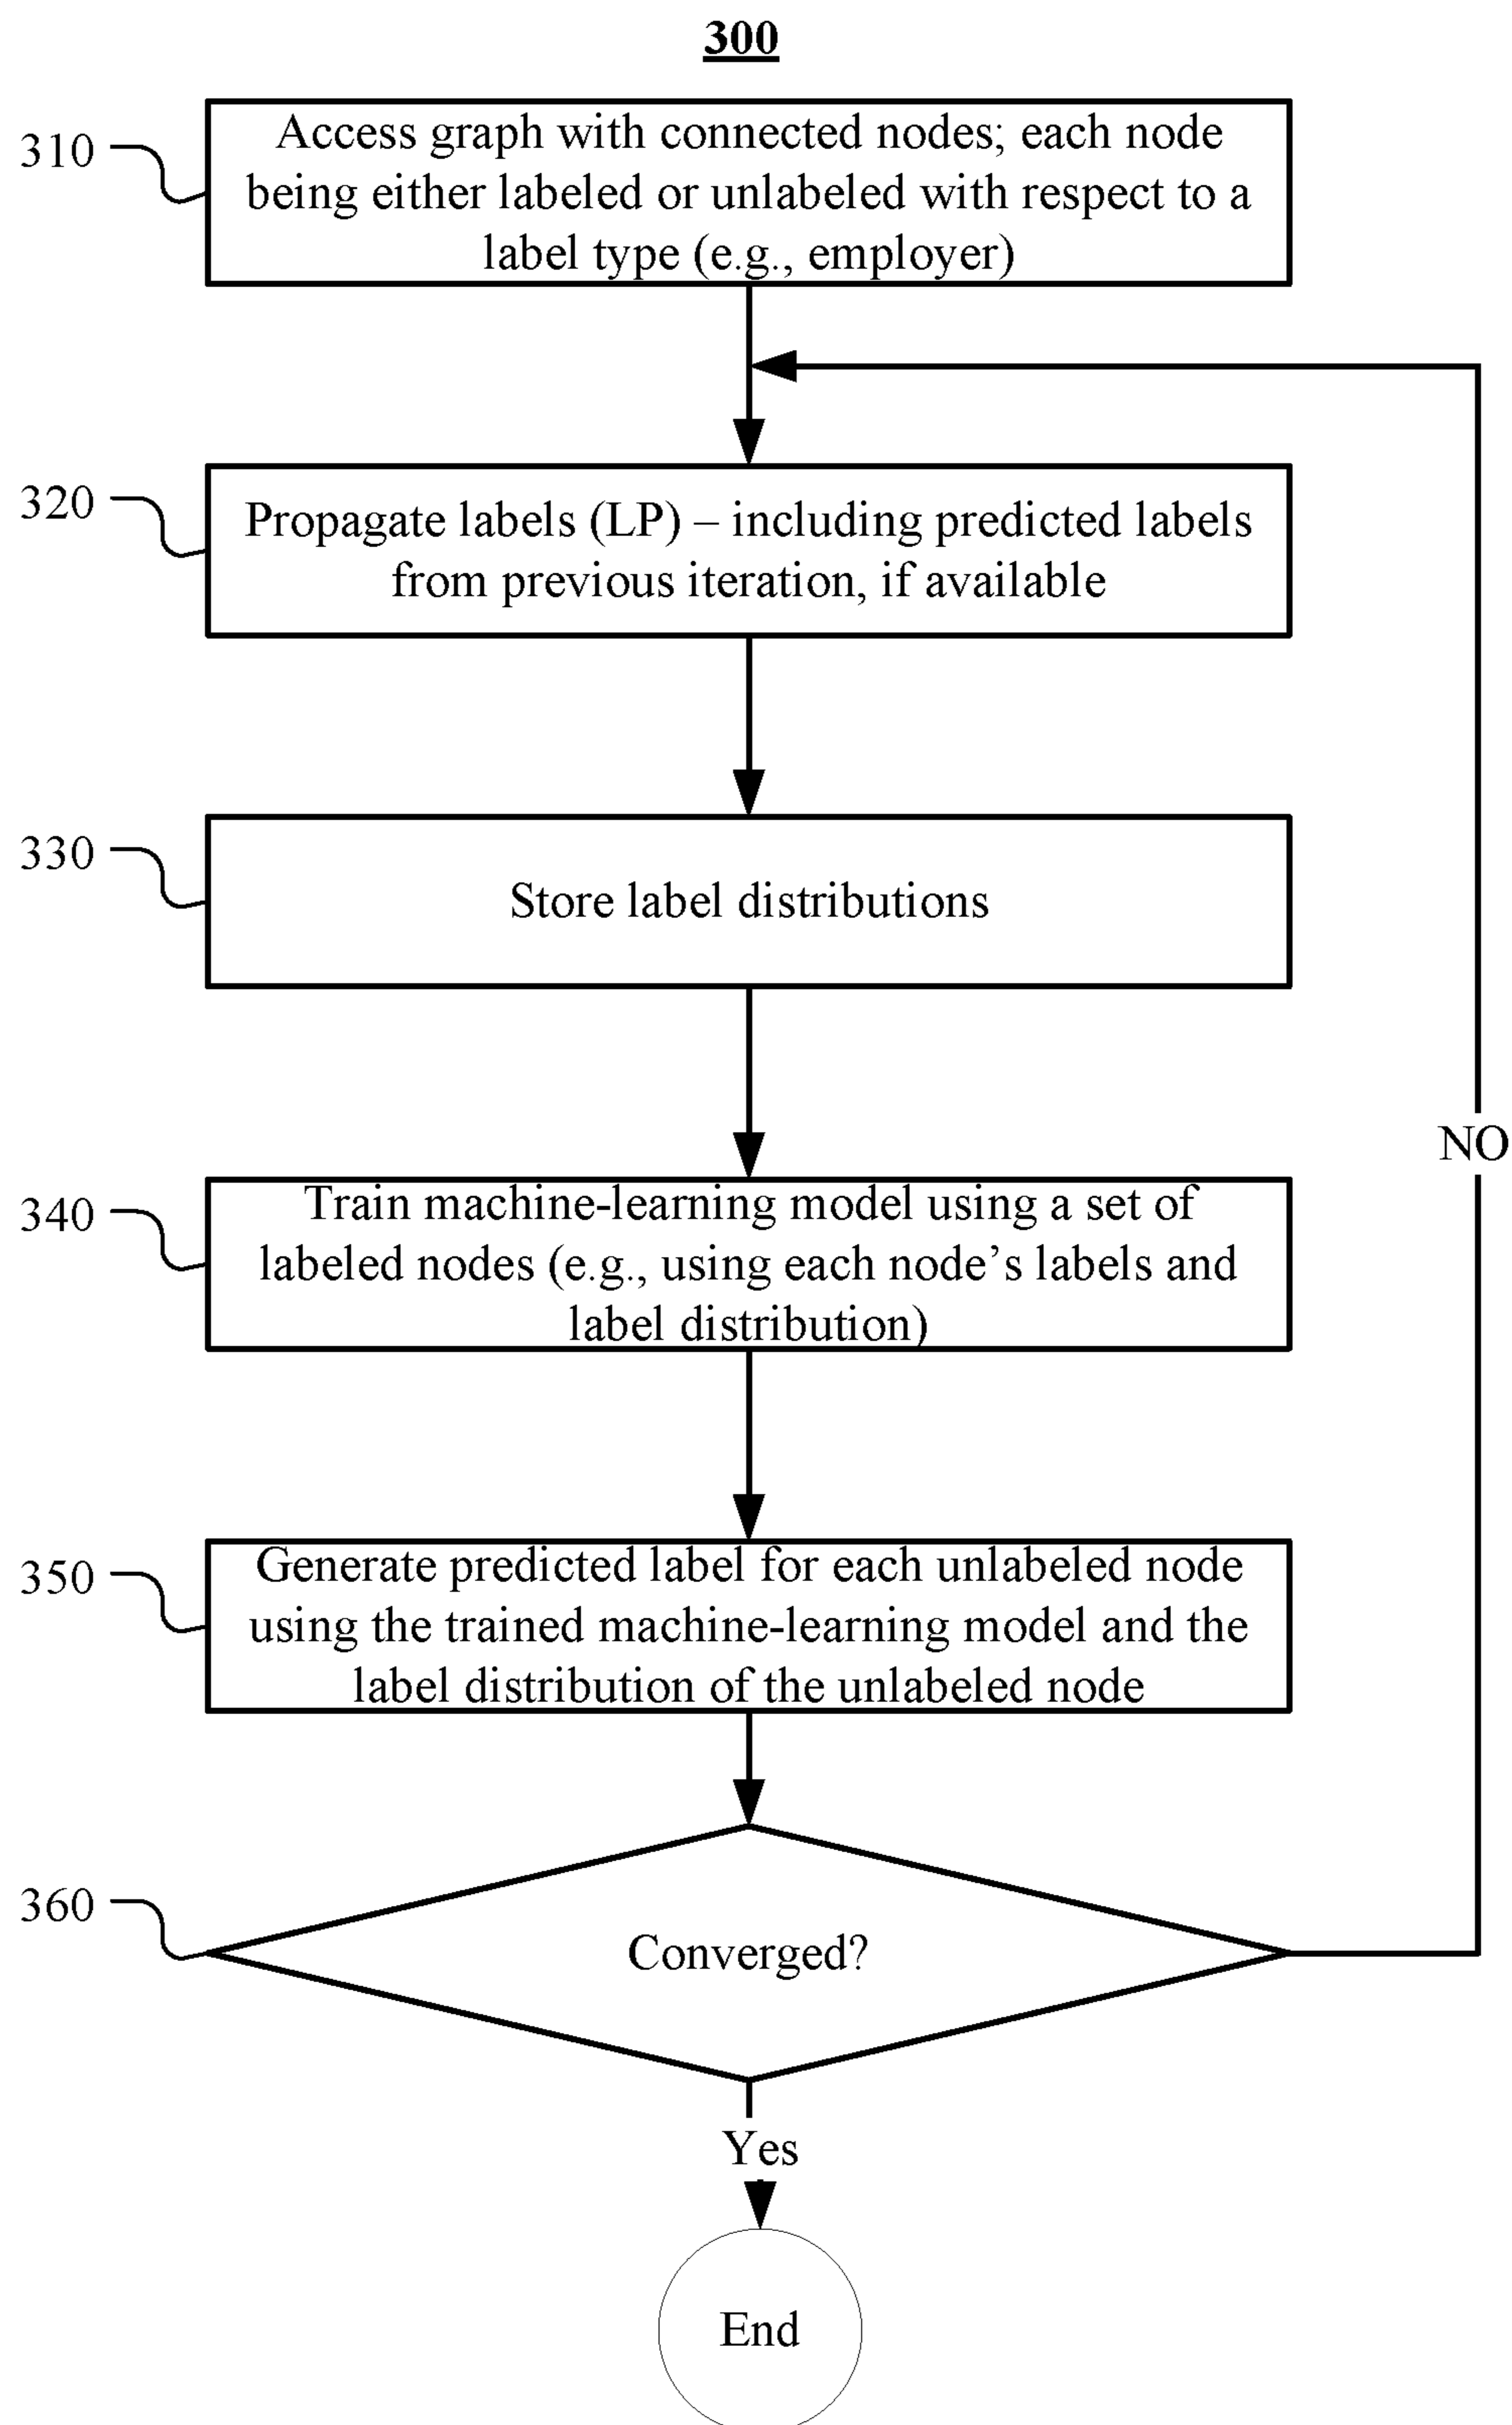 300
310
Access graph with connected nodes; each node
being either labeled or unlabeled with respect to a
label type (e.g., employer)
320
Propagate labels (LP) – including predicted labels
from previous iteration, if available
330
Store label distributions
NO
340
Train machine-learning model using a set of
labeled nodes (e.g., using each node’s labels and
label distribution)
350
Generate predicted label for each unlabeled node
using the trained machine-learning model and the
label distribution of the unlabeled node
360
Converged?
Yes
End